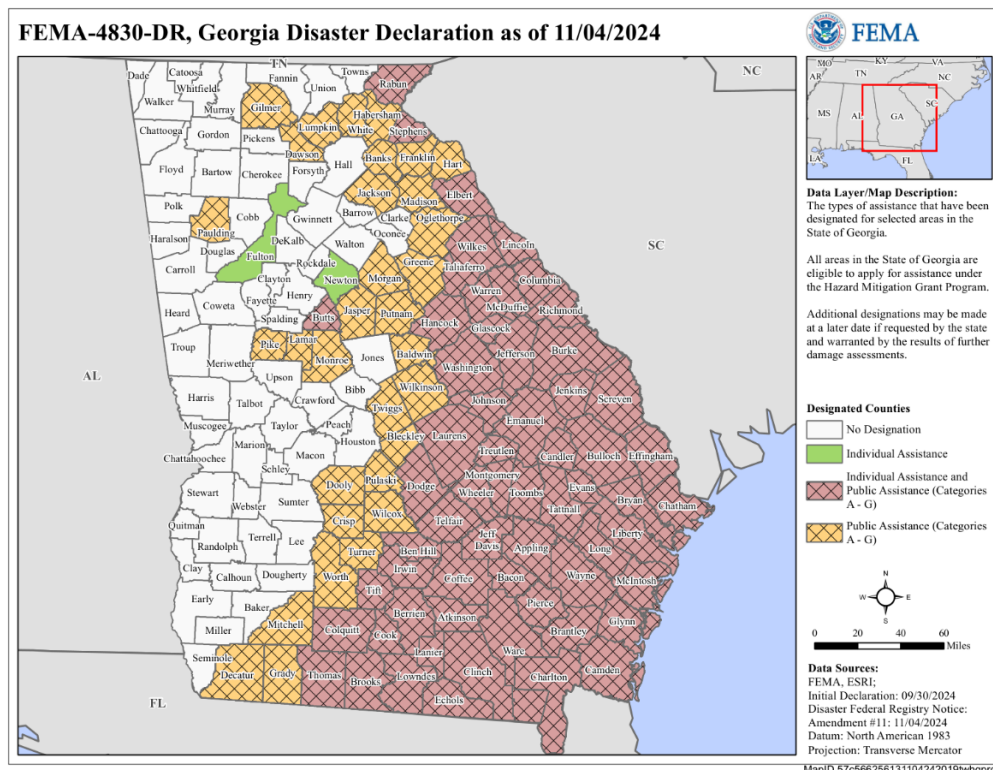 FEMA-4830-DR, Georgia Disaster Declaration as of 11/04/2024
FEMA
TN
NC
SC
AL
FL
Dade
Catoosa
Whitfield
Murray
Fannin
Union
Towns
Rabun
Walker
Gilmer
Lumpkin
White
Habersham
Stephens
Chattooga
Gordon
Pickens
Dawson
Hall
Banks
Franklin
Hart
Floyd
Bartow
Cherokee
Forsyth
Jackson
Madison
Elbert
Polk
Paulding
Cobb
Gwinnett
Barrow
Clarke
Oconee
Oglethorpe
Haralson
Douglas
Fulton
DeKalb
Walton
Wilkes
Lincoln
Carroll
Clayton
Rockdale
Newton
Morgan
Greene
Taliaferro
Columbia
Heard
Coweta
Fayette
Henry
Spalding
Butts
Jasper
Putnam
Hancock
Warren
McDuffie
Richmond
Glascock
Troup
Meriwether
Pike
Lamar
Monroe
Jones
Baldwin
Washington
Jefferson
Burke
Harris
Talbot
Upson
Crawford
Bibb
Wilkinson
Twiggs
Johnson
Jenkins
Screven
Emanuel
Muscogee
Taylor
Peach
Houston
Bleckley
Laurens
Treutlen
Candler
Bulloch
Effingham
Chattahoochee
Marion
Macon
Schley
Dooly
Pulaski
Dodge
Montgomery
Wheeler
Toombs
Evans
Tattnall
Bryan
Chatham
Stewart
Webster
Sumter
Crisp
Wilcox
Telfair
Jeff
Davis
Appling
Long
Liberty
Quitman
Randolph
Terrell
Lee
Turner
Ben Hill
Irwin
Coffee
Bacon
Wayne
McIntosh
Clay
Calhoun
Dougherty
Worth
Tift
Pierce
Early
Baker
Mitchell
Colquitt
Cook
Berrien
Atkinson
Brantley
Glynn
Miller
Lanier
Ware
Seminole
Decatur
Grady
Thomas
Brooks
Lowndes
Clinch
Echols
Charlton
Camden
MO
KY
VA
AR
TN
NC
MS
AL
GA
SC
LA
FL
Data Layer/Map Description:
The types of assistance that have been
designated for selected areas in the
State of Georgia.
All areas in the State of Georgia are
eligible to apply for assistance under
the Hazard Mitigation Grant Program.
Additional designations may be made
at a later date if requested by the state
and warranted by the results of further
damage assessments.
Designated Counties
No Designation
Individual Assistance
Individual Assistance and
Public Assistance (Categories
A - G)
Public Assistance (Categories
A - G)
N
W
E
S
0 20 40 60
Miles
Data Sources:
FEMA, ESRI;
Initial Declaration: 09/30/2024
Disaster Federal Registry Notice:
Amendment #11: 11/04/2024
Datum: North American 1983
Projection: Transverse Mercator